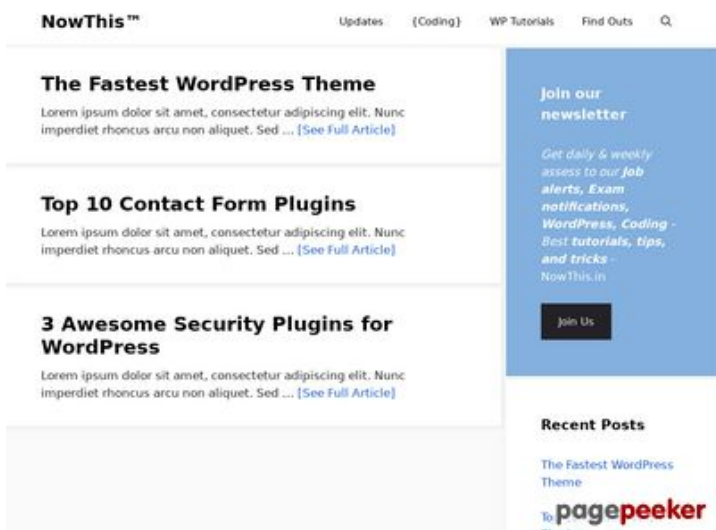 NowThis™
Updates {Coding} WP Tutorials Find Outs
The Fastest WordPress Theme
Lorem ipsum dolor sit amet, consectetur adipiscing elit. Nunc
imperdiet rhoncus arcu non aliquet. Sed ... [See Full Article]
Top 10 Contact Form Plugins
Lorem ipsum dolor sit amet, consectetur adipiscing elit. Nunc
imperdiet rhoncus arcu non aliquet. Sed ... [See Full Article]
3 Awesome Security Plugins for
WordPress
Lorem ipsum dolor sit amet, consectetur adipiscing elit. Nunc
imperdiet rhoncus arcu non aliquet. Sed ... [See Full Article]
Join our
newsletter
Get daily & weekly
assess to our Job
alerts, Exam
notifications,
WordPress, Coding -
Best tutorials, tips,
and tricks -
NowThis.in
Join Us
Recent Posts
The Fastest WordPress
Theme
pagepeeker